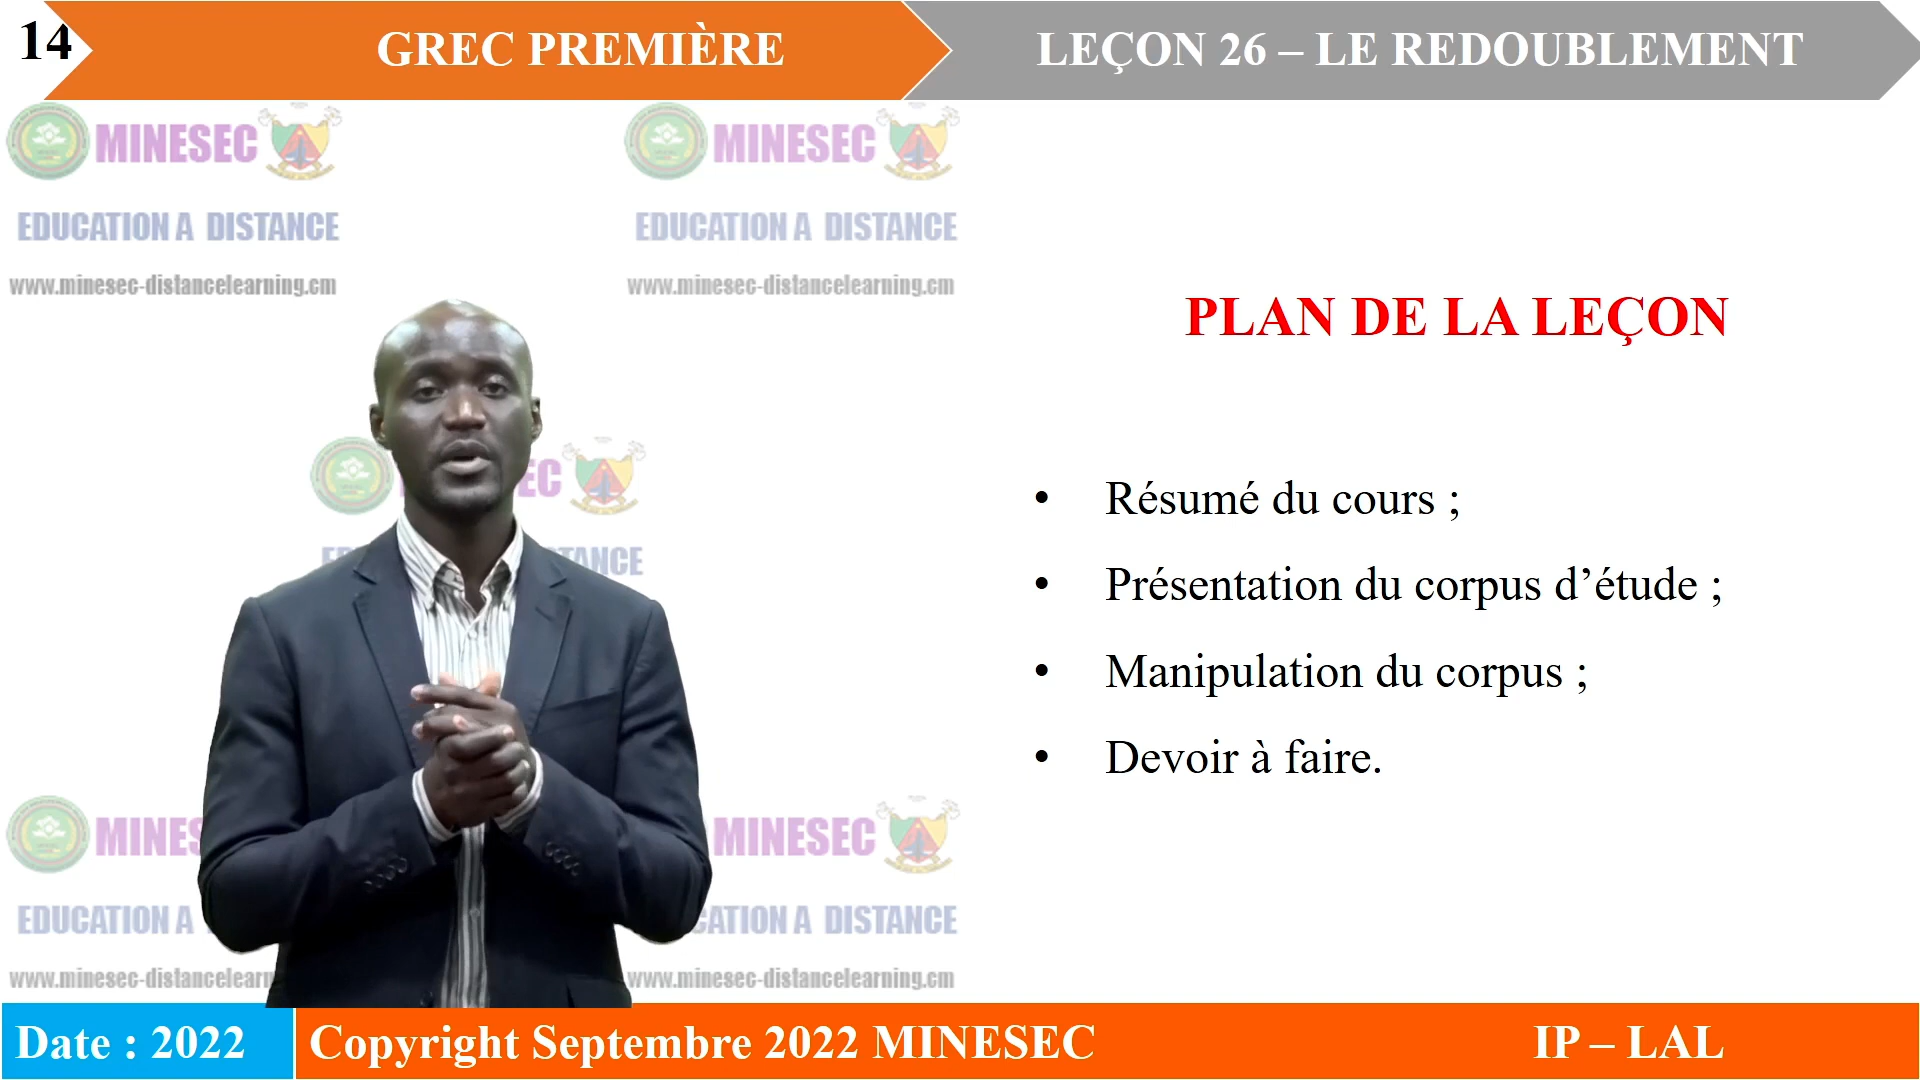 14
GREC PREMIÈRE
LEÇON 26 – LE REDOUBLEMENT
MINESEC
EDUCATION A DISTANCE
www.minesec-distancelearning.cm
MINESEC
EDUCATION A DISTANCE
www.minesec-distancelearning.cm
PLAN DE LA LEÇON
• Résumé du cours ;
• Présentation du corpus d’étude ;
• Manipulation du corpus ;
• Devoir à faire.
MINESEC
EDUCATION A DISTANCE
www.minesec-distancelearning.cm
Date : 2022
Copyright Septembre 2022 MINESEC
IP – LAL